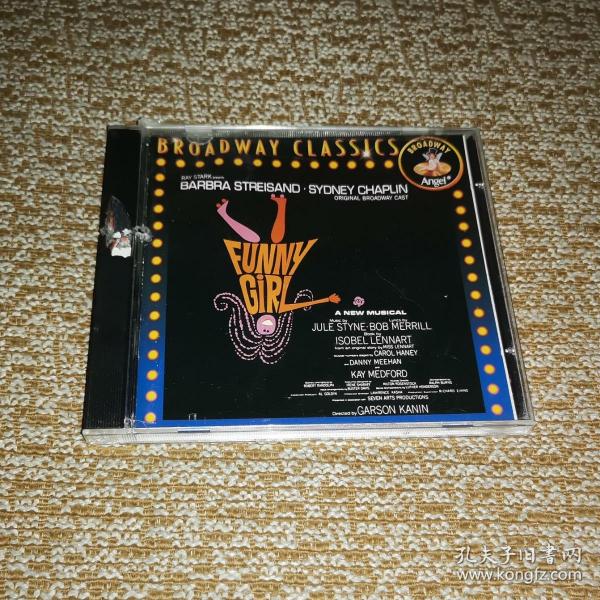 BROADWAY CLASSICS
BROADWAY
Angel
RAY STARK presents
BARBRA STREISAND · SYDNEY CHAPLIN
ORIGINAL BROADWAY CAST
FUNNY
GIRL
A NEW MUSICAL
Music by Lyrics by
JULE STYNE · BOB MERRILL
Book by
ISOBEL LENNART
from an original story by MISS LENNART
CAROL HANEY
and DANNY MEEHAN
KAY MEDFORD
SEVEN ARTS PRODUCTIONS
Directed by GARSON KANIN
孔夫子旧书网
www.kongfz.com